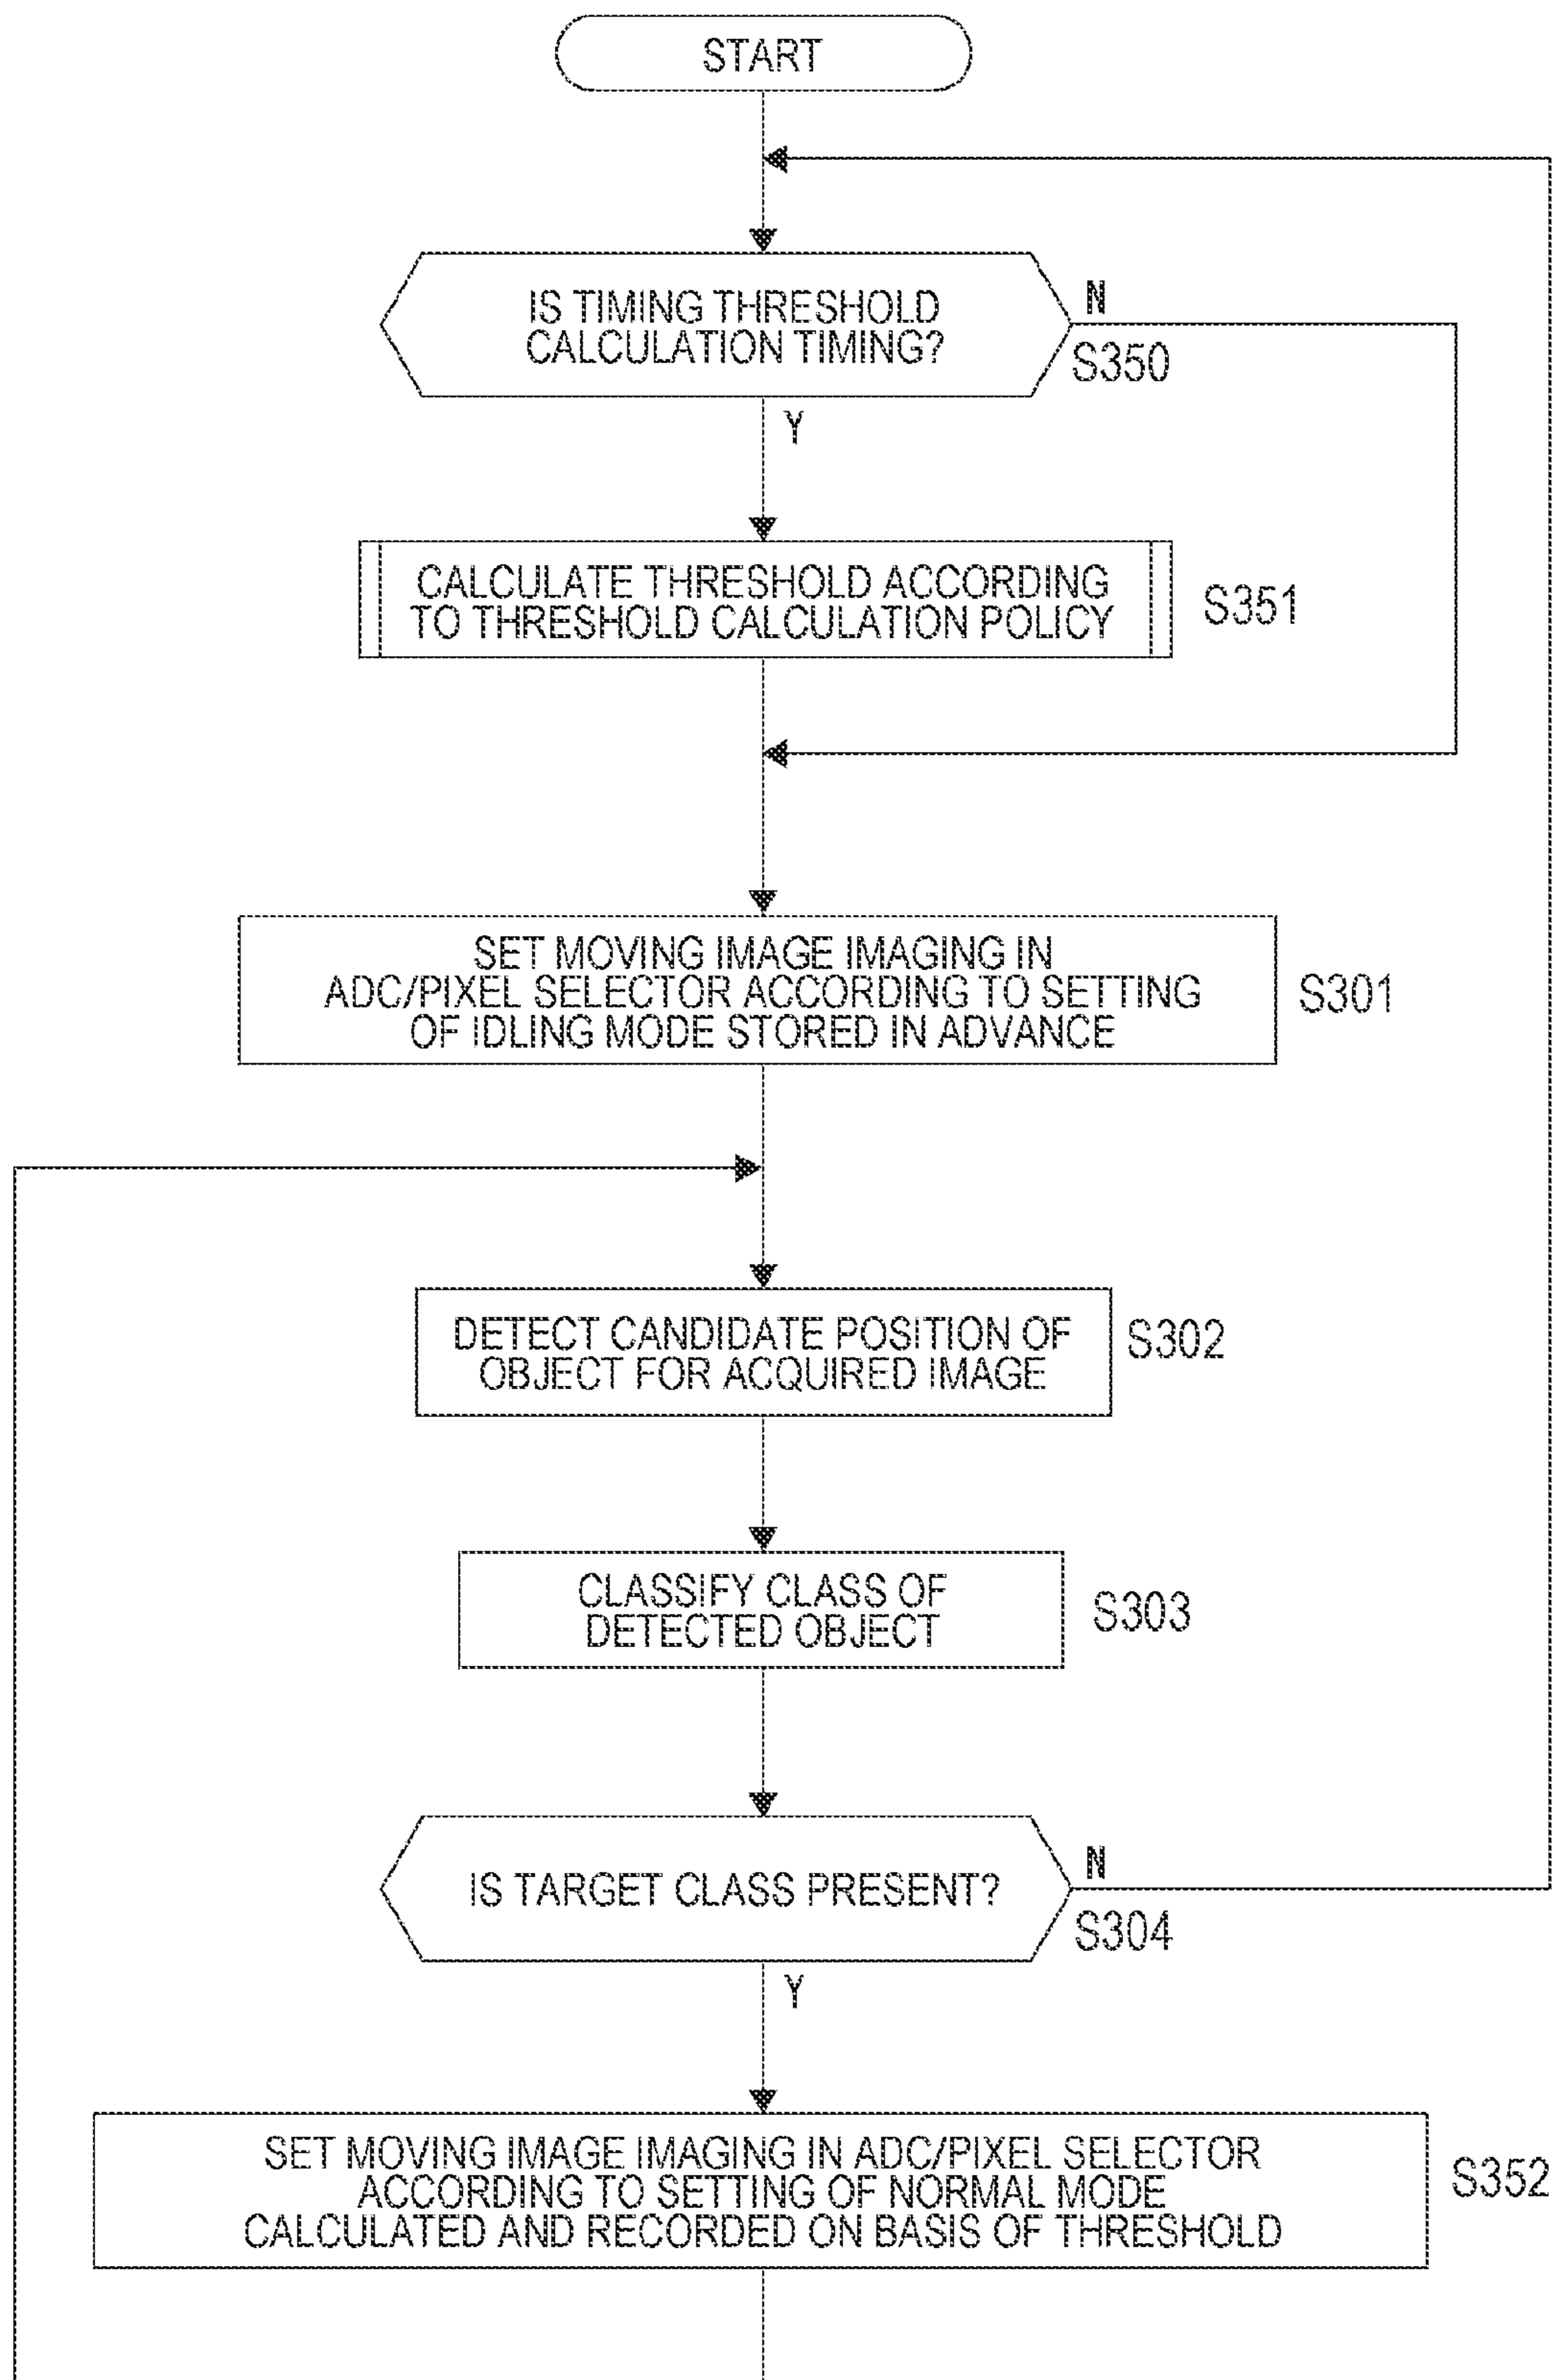 START
IS TIMING THRESHOLD
CALCULATION TIMING?
N
S350
Y
CALCULATE THRESHOLD ACCORDING
TO THRESHOLD CALCULATION POLICY
S351
SET MOVING IMAGE IMAGING IN
ADC/PIXEL SELECTOR ACCORDING TO SETTING
OF IDLING MODE STORED IN ADVANCE
S301
DETECT CANDIDATE POSITION OF
OBJECT FOR ACQUIRED IMAGE
S302
CLASSIFY CLASS OF
DETECTED OBJECT
S303
IS TARGET CLASS PRESENT?
N
S304
Y
SET MOVING IMAGE IMAGING IN ADC/PIXEL SELECTOR
ACCORDING TO SETTING OF NORMAL MODE
CALCULATED AND RECORDED ON BASIS OF THRESHOLD
S352